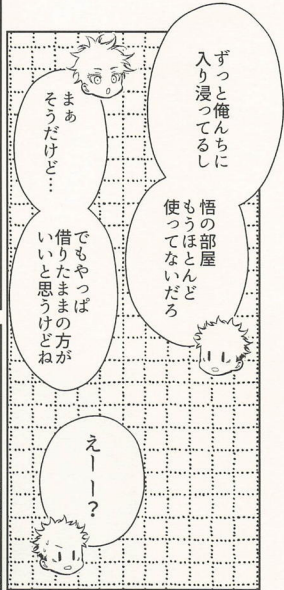 ずっと俺んちに
入り浸ってるし
悟の部屋
もうほとんど
使ってないだろ
まぁ
そうだけど…
でもやっぱ
借りたままの方が
いいと思うけどね
えーー？